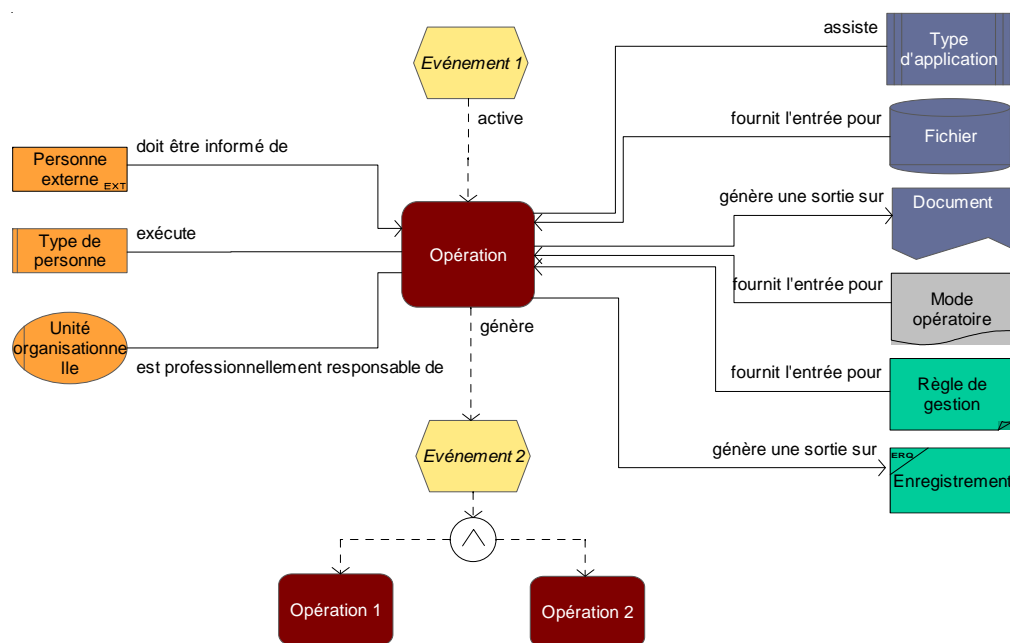 assiste
Type
d'application
Evénement 1
active
fournit l'entrée pour
Fichier
doit être informé de
Personne
externe
EXT
génère une sortie sur
Document
exécute
Type de
personne
Opération
fournit l'entrée pour
Mode
opératoire
Unité
organisationne
lle
est professionnellement responsable de
génère
fournit l'entrée pour
Règle de
gestion
Evénement 2
génère une sortie sur
ERQ
Enregistrement
Opération 1
Opération 2